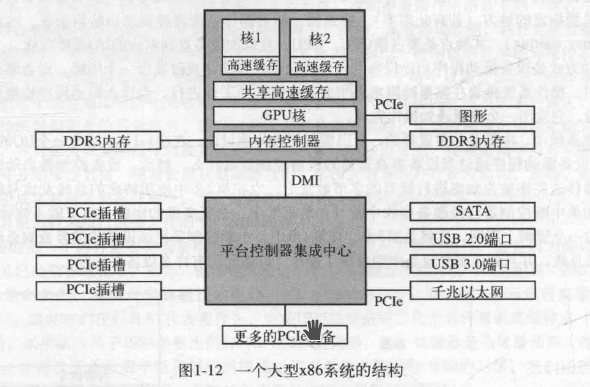 核1 核2
高速缓存 高速缓存
共享高速缓存
GPU核 PCIe 图形
DDR3内存 内存控制器 DDR3内存
DMI
PCIe插槽 SATA
PCIe插槽 平台控制器集成中心 USB 2.0端口
PCIe插槽 USB 3.0端口
PCIe插槽 PCIe 千兆以太网
更多的PCIe 备
图1-12 一个大型x86系统的结构